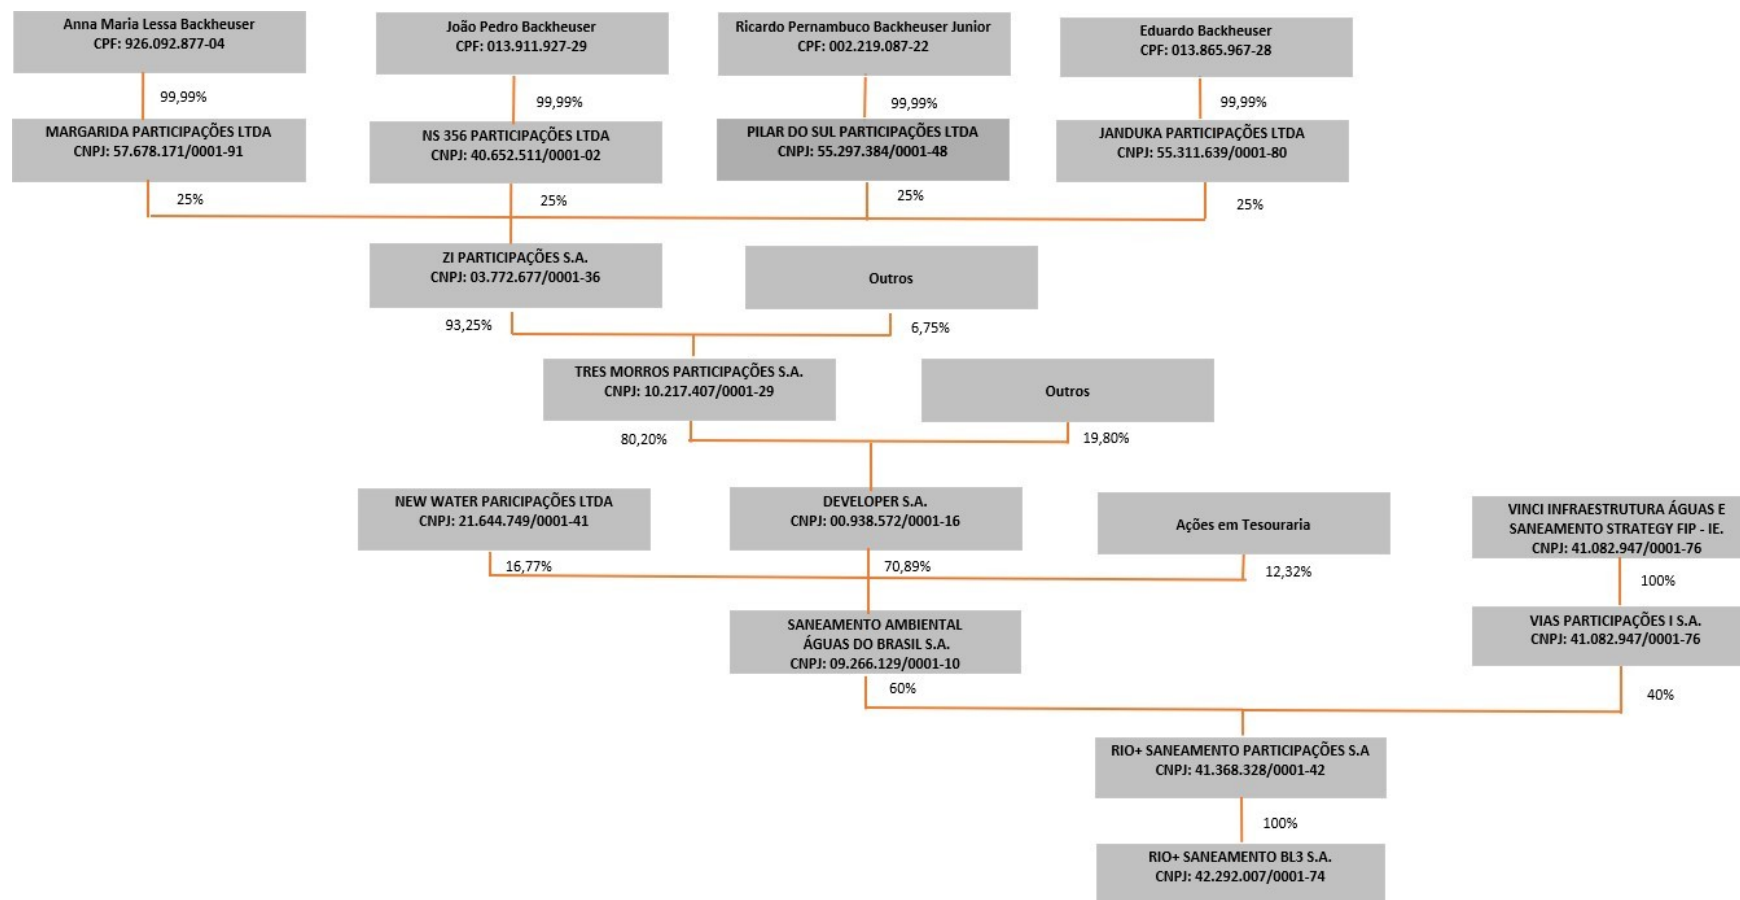 Anna Maria Lessa Backheuser
CPF: 926.092.877-04
João Pedro Backheuser
CPF: 013.911.927-29
Ricardo Pernambuco Backheuser Junior
CPF: 002.219.087-22
Eduardo Backheuser
CPF: 013.865.967-28
99,99%
99,99%
99,99%
99,99%
MARGARIDA PARTICIPAÇÕES LTDA
CNPJ: 57.678.171/0001-91
NS 356 PARTICIPAÇÕES LTDA
CNPJ: 40.652.511/0001-02
PILAR DO SUL PARTICIPAÇÕES LTDA
CNPJ: 55.297.384/0001-48
JANDUKA PARTICIPAÇÕES LTDA
CNPJ: 55.311.639/0001-80
25%
25%
25%
25%
ZI PARTICIPAÇÕES S.A.
CNPJ: 03.772.677/0001-36
Outros
93,25%
6,75%
TRES MORROS PARTICIPAÇÕES S.A.
CNPJ: 10.217.407/0001-29
Outros
80,20%
19,80%
NEW WATER PARICIPAÇÕES LTDA
CNPJ: 21.644.749/0001-41
DEVELOPER S.A.
CNPJ: 00.938.572/0001-16
Ações em Tesouraria
VINCI INFRAESTRUTURA ÁGUAS E
SANEAMENTO STRATEGY FIP - IE.
CNPJ: 41.082.947/0001-76
16,77%
70,89%
12,32%
100%
SANEAMENTO AMBIENTAL
ÁGUAS DO BRASIL S.A.
CNPJ: 09.266.129/0001-10
VIAS PARTICIPAÇÕES I S.A.
CNPJ: 41.082.947/0001-76
60%
40%
RIO+ SANEAMENTO PARTICIPAÇÕES S.A
CNPJ: 41.368.328/0001-42
100%
RIO+ SANEAMENTO BL3 S.A.
CNPJ: 42.292.007/0001-74